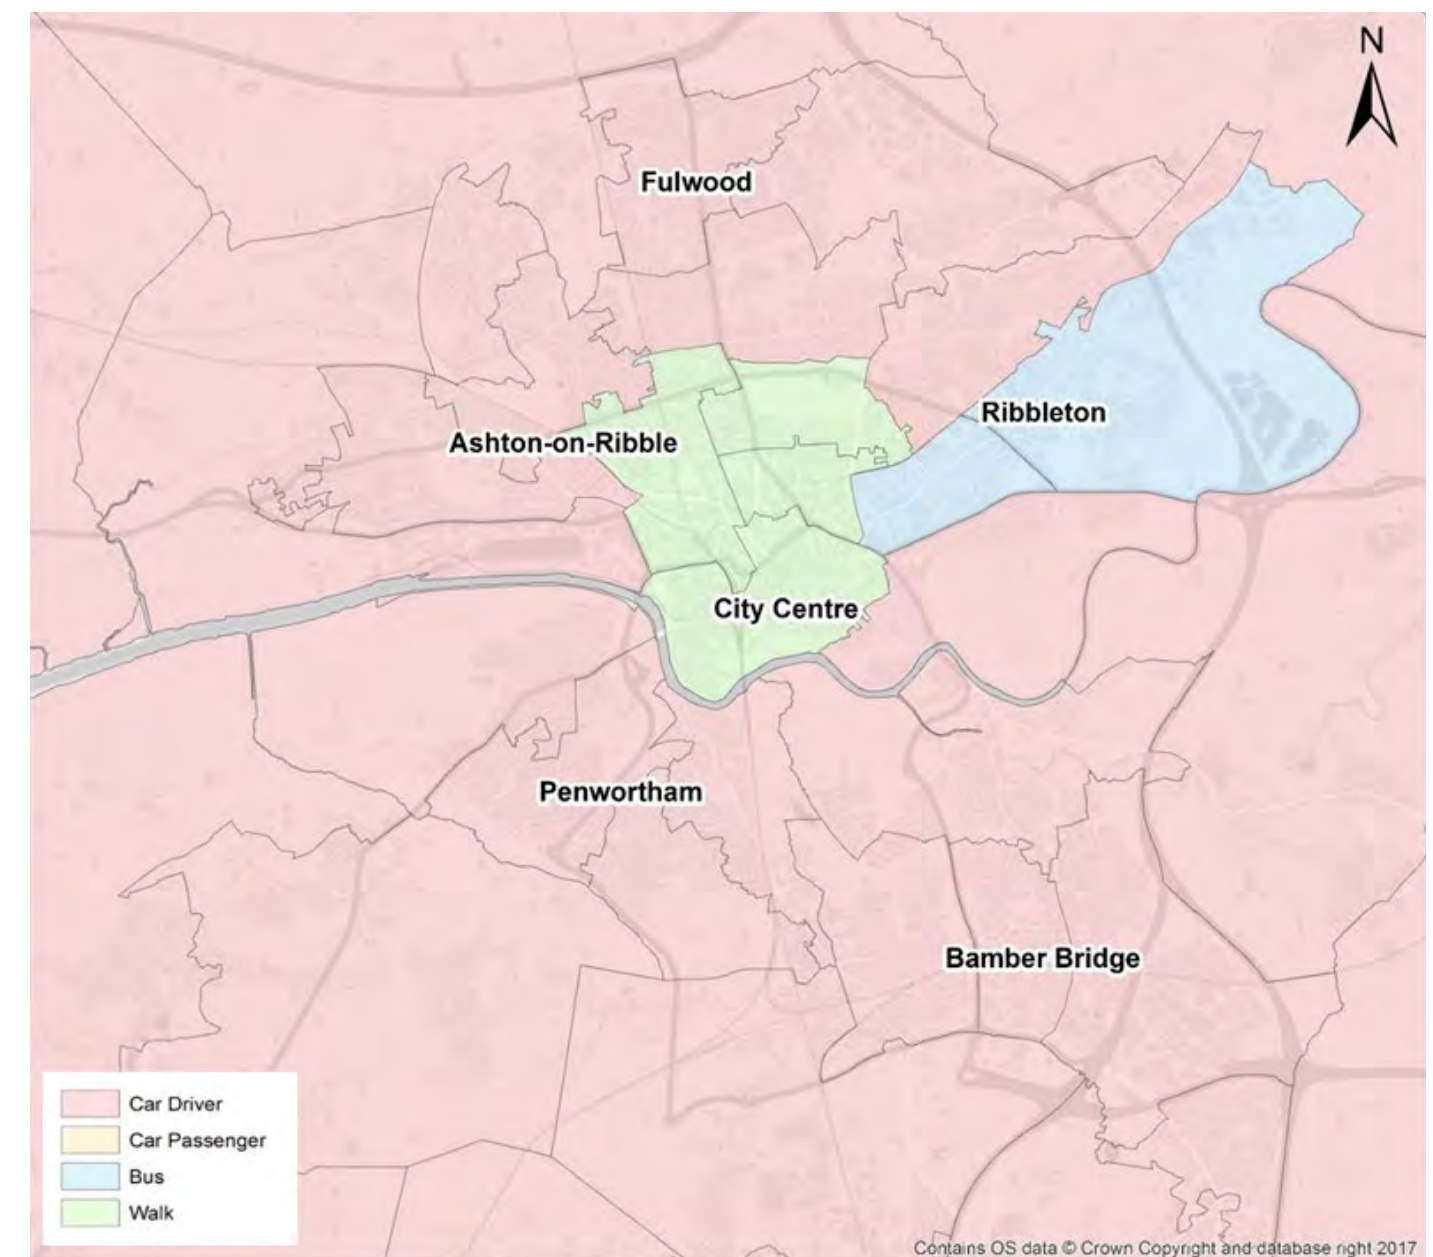 N
Fulwood
Ribbleton
Ashton-on-Ribble
City Centre
Penwortham
Bamber Bridge
Car Driver
Car Passenger
Bus
Walk
Contains OS data © Crown Copyright and database right 2017